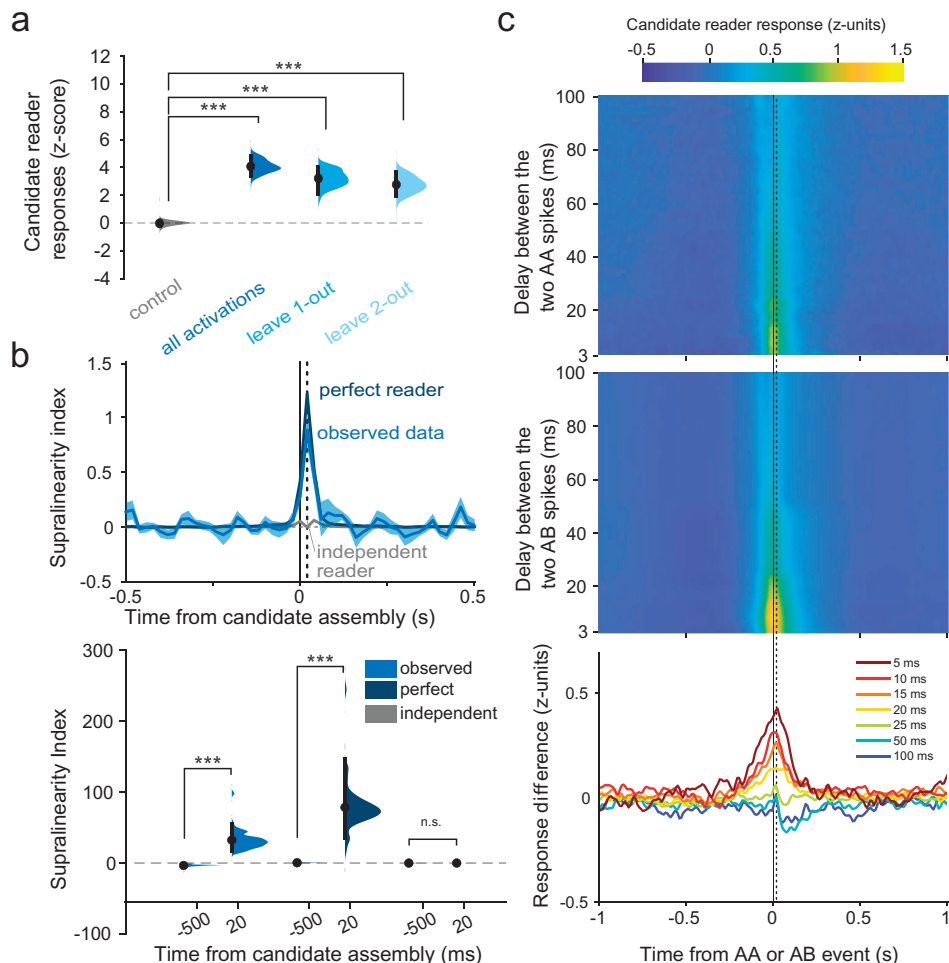 a
Candidate reader
responses (z-score)
12
10
8
6
4
2
0
-2
-4
***
***
***
control
all activations
leave 1-out
leave 2-out
b
Supralinearity index
1.5
1
0.5
0
-0.5
perfect reader
observed data
independent
reader
-0.5
0
0.5
Time from candidate assembly (s)
Supralinearity Index
300
200
100
0
-100
***
***
n.s.
observed
perfect
independent
-500
20
-500
20
-500
20
Time from candidate assembly (ms)
c
Candidate reader response (z-units)
-0.5
0
0.5
1
1.5
Delay between the
two AA spikes (ms)
100
80
60
40
20
3
Delay between the
two AB spikes (ms)
100
80
60
40
20
3
Response difference (z-units)
0.5
0
-0.5
5 ms
10 ms
15 ms
20 ms
25 ms
50 ms
100 ms
-1
-0.5
0
0.5
1
Time from AA or AB event (s)